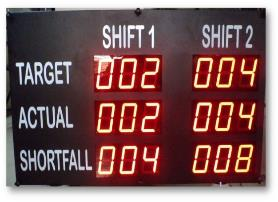 SHIFT 1 SHIFT 2
TARGET 002 004
ACTUAL 002 004
SHORTFALL 004 008